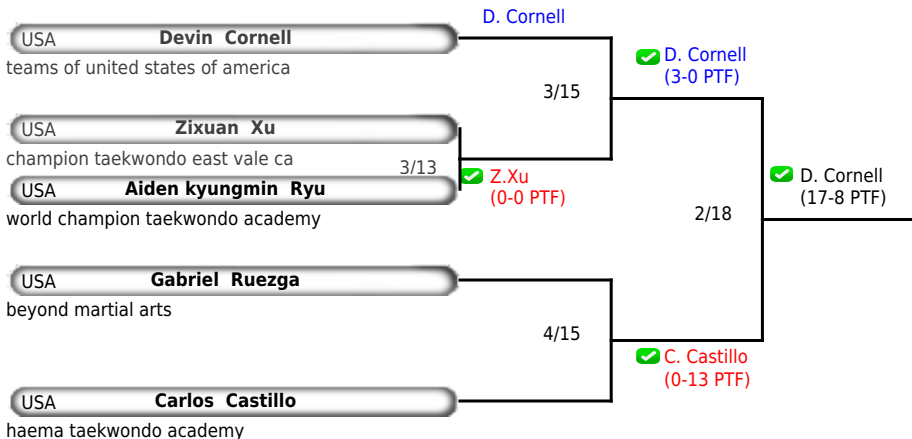 D. Cornell
USA Devin Cornell
teams of united states of america
D. Cornell
(3-0 PTF)
3/15
USA Zixuan Xu
champion taekwondo east vale ca
3/13
Z.Xu
(0-0 PTF)
USA Aiden kyungmin Ryu
world champion taekwondo academy
D. Cornell
(17-8 PTF)
2/18
USA Gabriel Ruezga
beyond martial arts
4/15
C. Castillo
(0-13 PTF)
USA Carlos Castillo
haema taekwondo academy